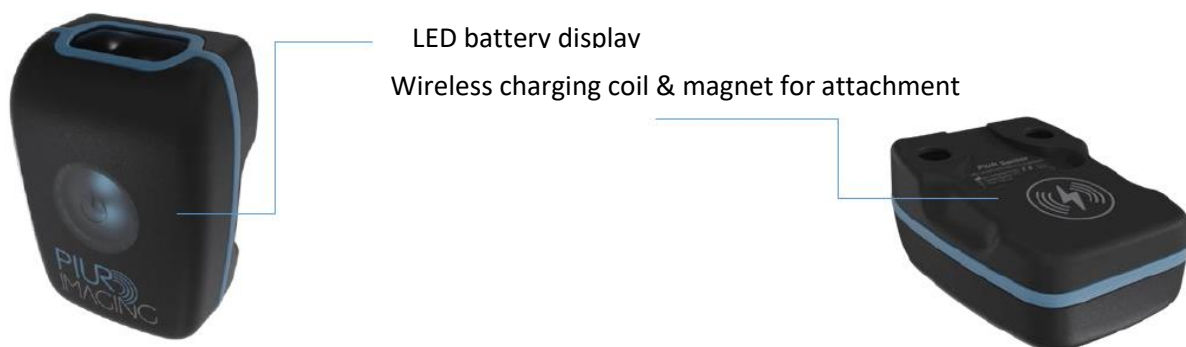 LED battery display
Wireless charging coil & magnet for attachment
PIUR
IMAGING
PIUR Sensor